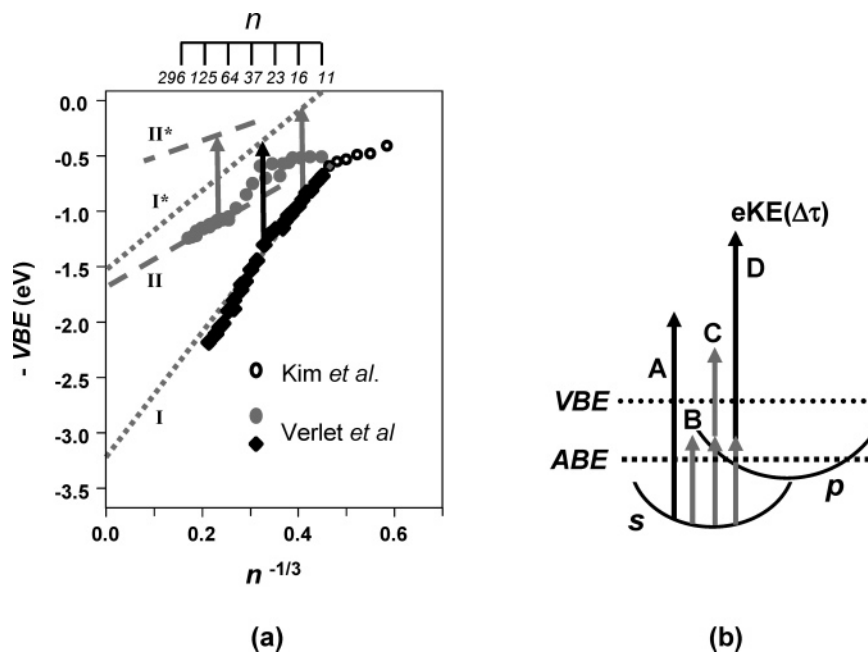 n
296 125 64 37 23 16 11
0.0
II*
-0.5
I*
-1.0
II
-1.5
-2.0
-2.5
I
-3.0
-3.5
- VBE (eV)
Kim et al.
Verlet et al
0.0 0.2 0.4 0.6
n -1/3
(a)
eKE(Δτ)
D
A
C
VBE
B
ABE
s
p
(b)